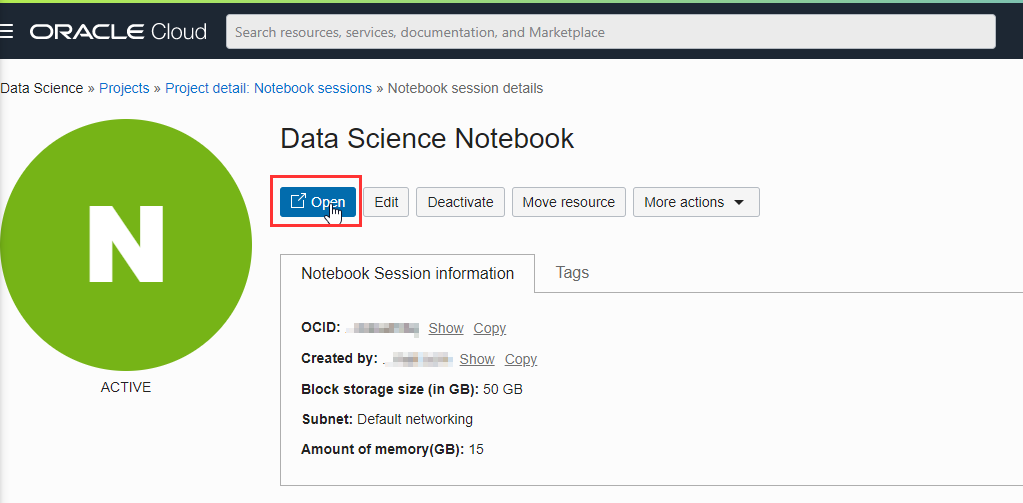 ORACLE Cloud Search resources, services, documentation, and Marketplace
Data Science » Projects » Project detail: Notebook sessions » Notebook session details
N
ACTIVE
Data Science Notebook
Open Edit Deactivate Move resource More actions
Notebook Session information Tags
OCID: Show Copy
Created by: Show Copy
Block storage size (in GB): 50 GB
Subnet: Default networking
Amount of memory(GB): 15